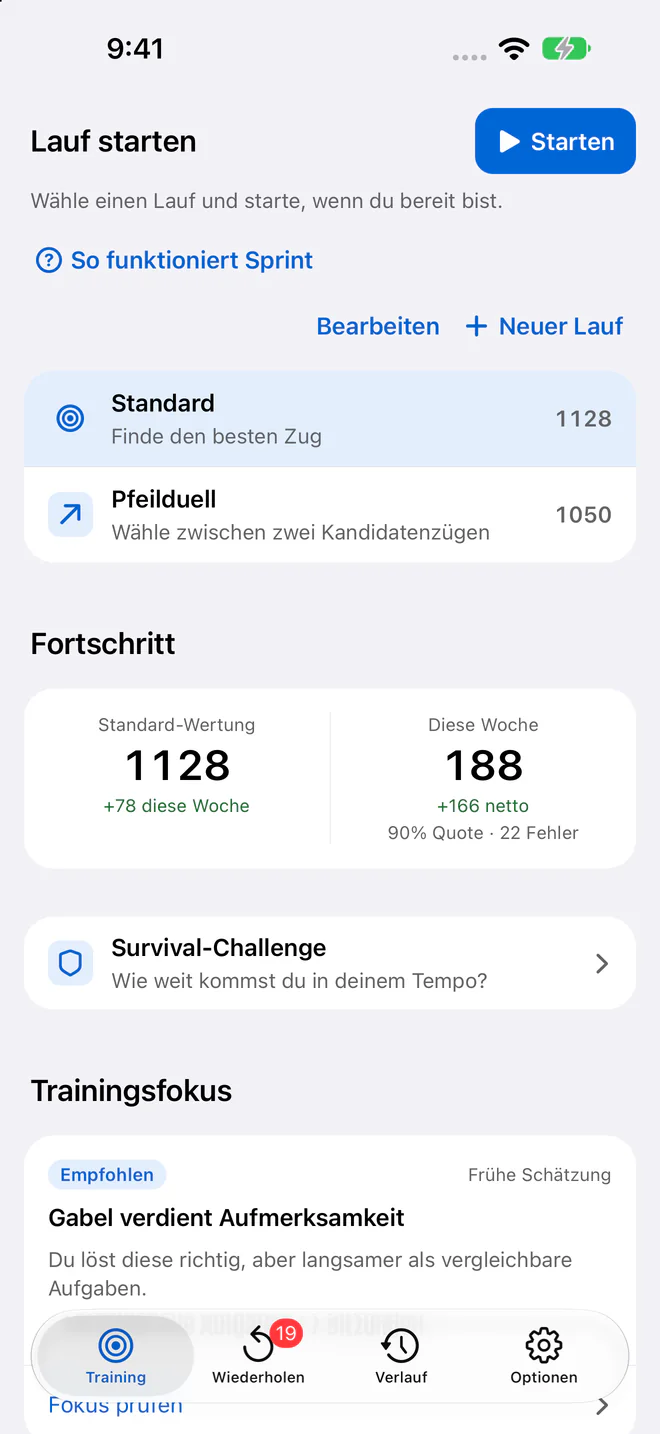 9:41
Lauf starten
Starten
Wähle einen Lauf und starte, wenn du bereit bist.
So funktioniert Sprint
Bearbeiten
Neuer Lauf
Standard
Finde den besten Zug
1128
Pfeilduell
Wähle zwischen zwei Kandidatenzügen
1050
Fortschritt
Standard-Wertung
1128
+78 diese Woche
Diese Woche
188
+166 netto
90% Quote · 22 Fehler
Survival-Challenge
Wie weit kommst du in deinem Tempo?
Trainingsfokus
Empfohlen
Frühe Schätzung
Gabel verdient Aufmerksamkeit
Du löst diese richtig, aber langsamer als vergleichbare
Aufgaben.
19
Training
Wiederholen
Verlauf
Optionen
Fokus prüfen